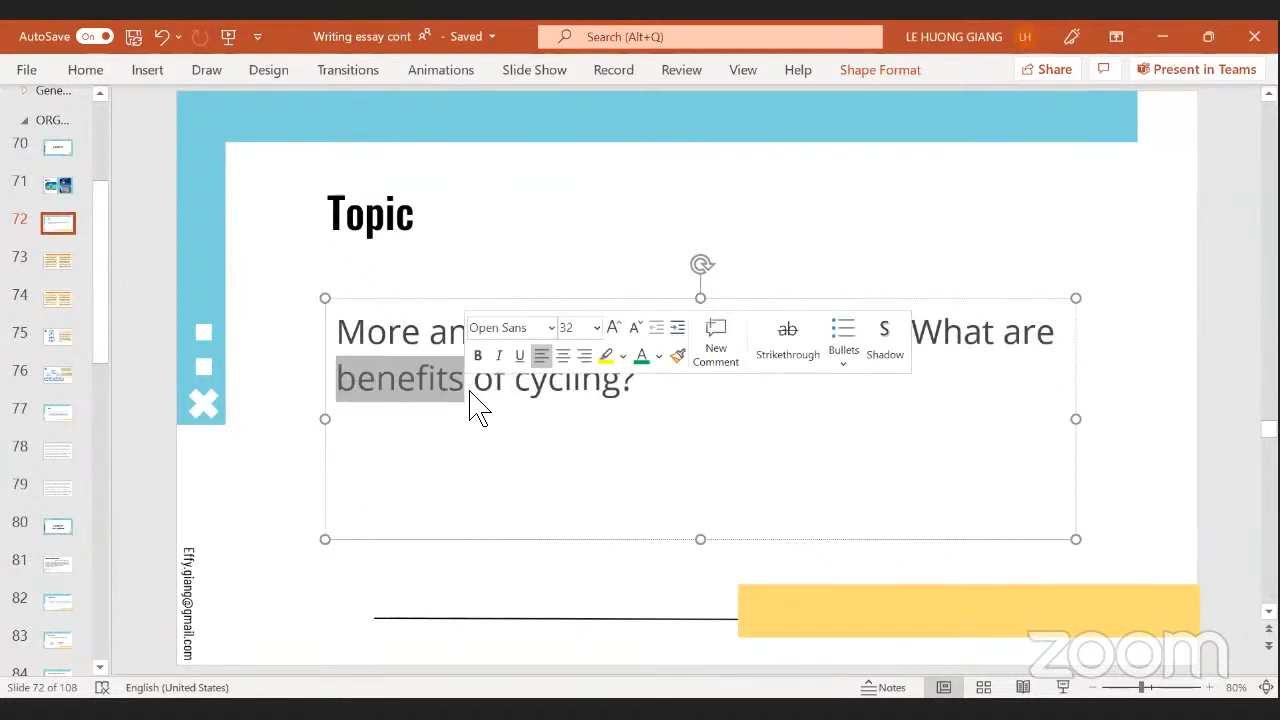 AutoSave On Writing essay cont - Saved Search (Alt+Q) LE HUONG GIANG LH
File Home Insert Draw Design Transitions Animations Slide Show Record Review View Help Shape Format Share Present in Teams
Gene...
ORG...
70
71
72
73
74
75
76
77
78
79
80
81
82
83
84
Topic
More an What are
benefits of cycling?
Open Sans 32
B I U
New
Comment
ab
Strikethrough
Bullets
S
Shadow
Effy.giang@gmail.com
zoom
Slide 72 of 108 English (United States) Notes 80%